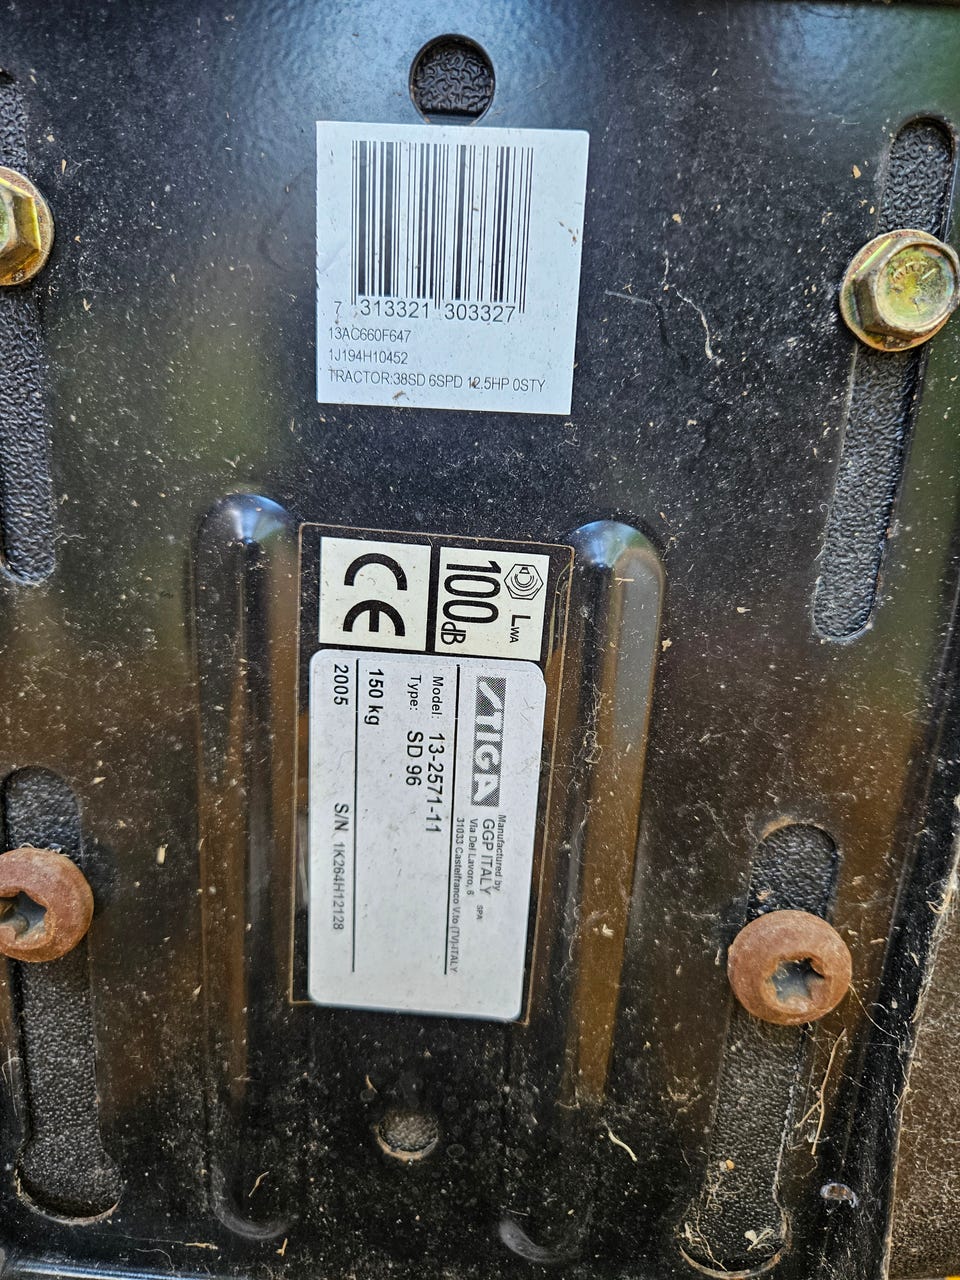 7 313321 303327
13AC660F647
1J194H10452
TRACTOR:38SD 6SPD 12.5HP 0STY
CE
LWA
100dB
STIGA
Manufactured by
GGP ITALY SPA
Via Del Lavoro, 6
31033 Castelfranco V.to (TV)-ITALY
Model: 13-2571-11
Type: SD 96
150 kg
2005 S/N. 1K264H12128